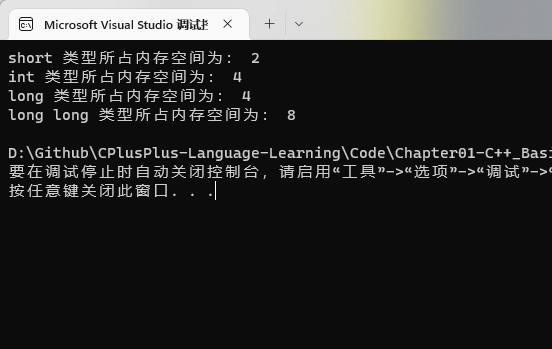 Microsoft Visual Studio 调试
short 类型所占内存空间为： 2
int 类型所占内存空间为： 4
long 类型所占内存空间为： 4
long long 类型所占内存空间为： 8
D:\Github\CPlusPlus-Language-Learning\Code\Chapter01-C++_Basi
要在调试停止时自动关闭控制台，请启用“工具”->“选项”->“调试”->“
按任意键关闭此窗口. . .